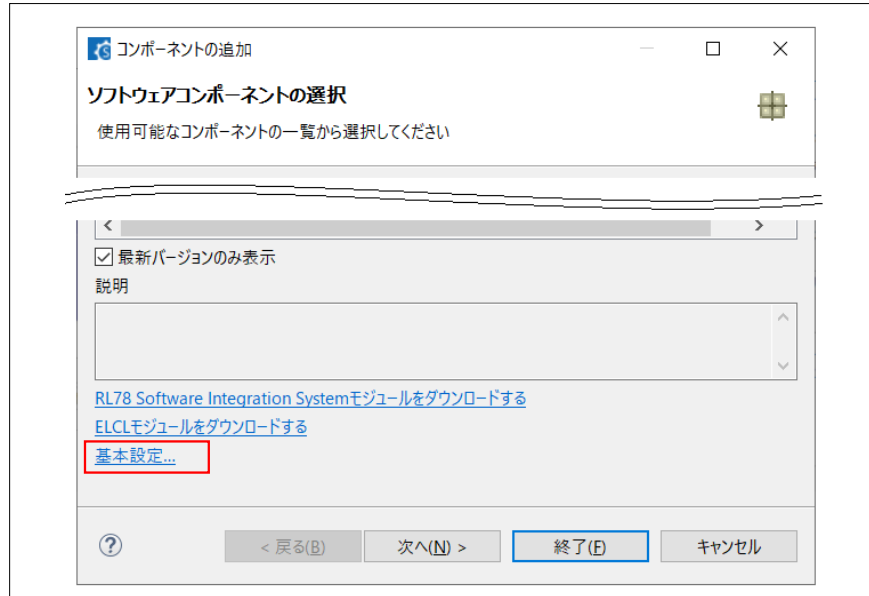 コンポーネントの追加
ソフトウェアコンポーネントの選択
使用可能なコンポーネントの一覧から選択してください
最新バージョンのみ表示
説明
RL78 Software Integration Systemモジュールをダウンロードする
ELCLモジュールをダウンロードする
基本設定...
< 戻る(B) 次へ(N) > 終了(F) キャンセル